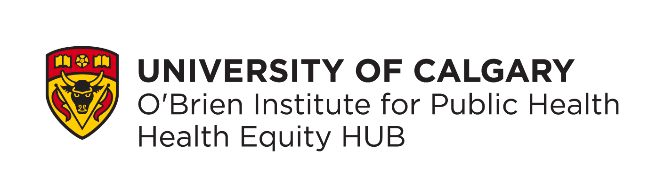 UNIVERSITY OF CALGARY
O'Brien Institute for Public Health
Health Equity HUB